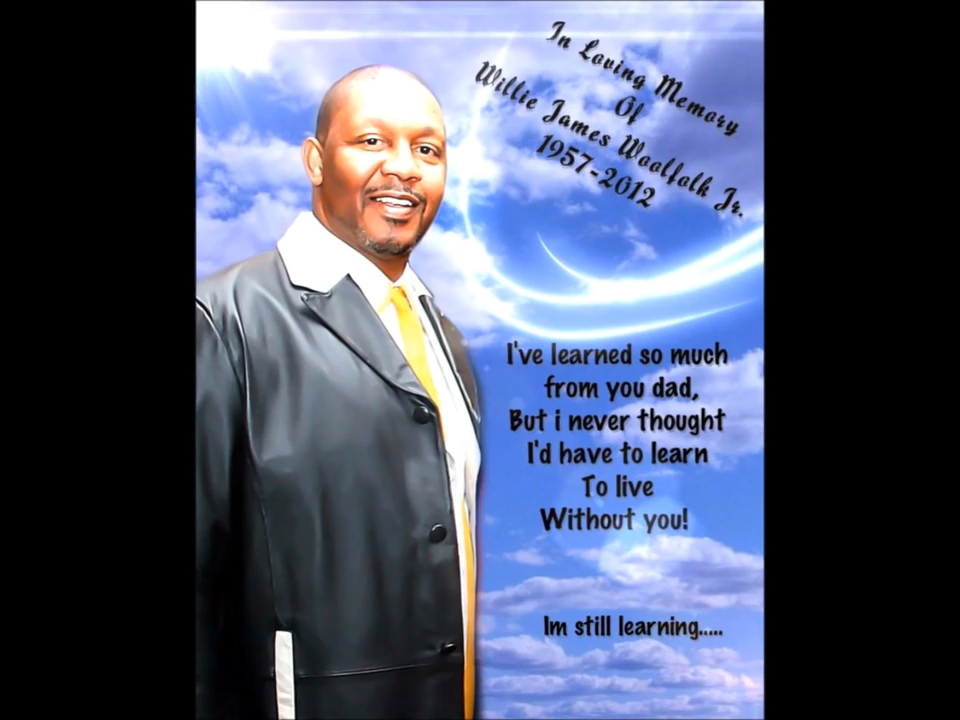 In Loving Memory
Of
Willie James Woolfolk Jr.
1957-2012
I've learned so much
from you dad,
But i never thought
I'd have to learn
To live
Without you!
Im still learning.....